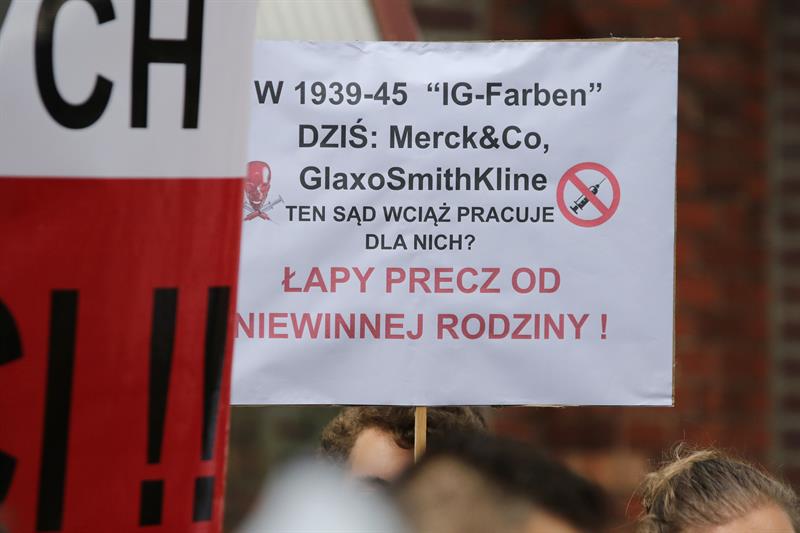 CH
!!
W 1939-45 "IG-Farben"
DZIŚ: Merck&Co,
GlaxoSmithKline
TEN SĄD WCIĄŻ PRACUJE
DLA NICH?
ŁAPY PRECZ OD
NIEWINNEJ RODZINY !